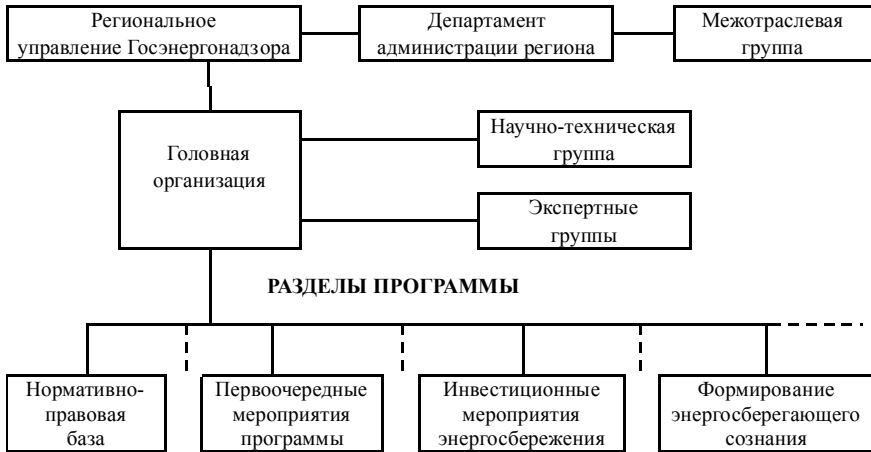 Региональное
управление Госэнергонадзора
Департамент
администрации региона
Межотраслевая
группа
Головная
организация
Научно-техническая
группа
Экспертные
группы
РАЗДЕЛЫ ПРОГРАММЫ
Нормативно-
правовая
база
Первоочередные
мероприятия
программы
Инвестиционные
мероприятия
энергосбережения
Формирование
энергосберегающего
сознания